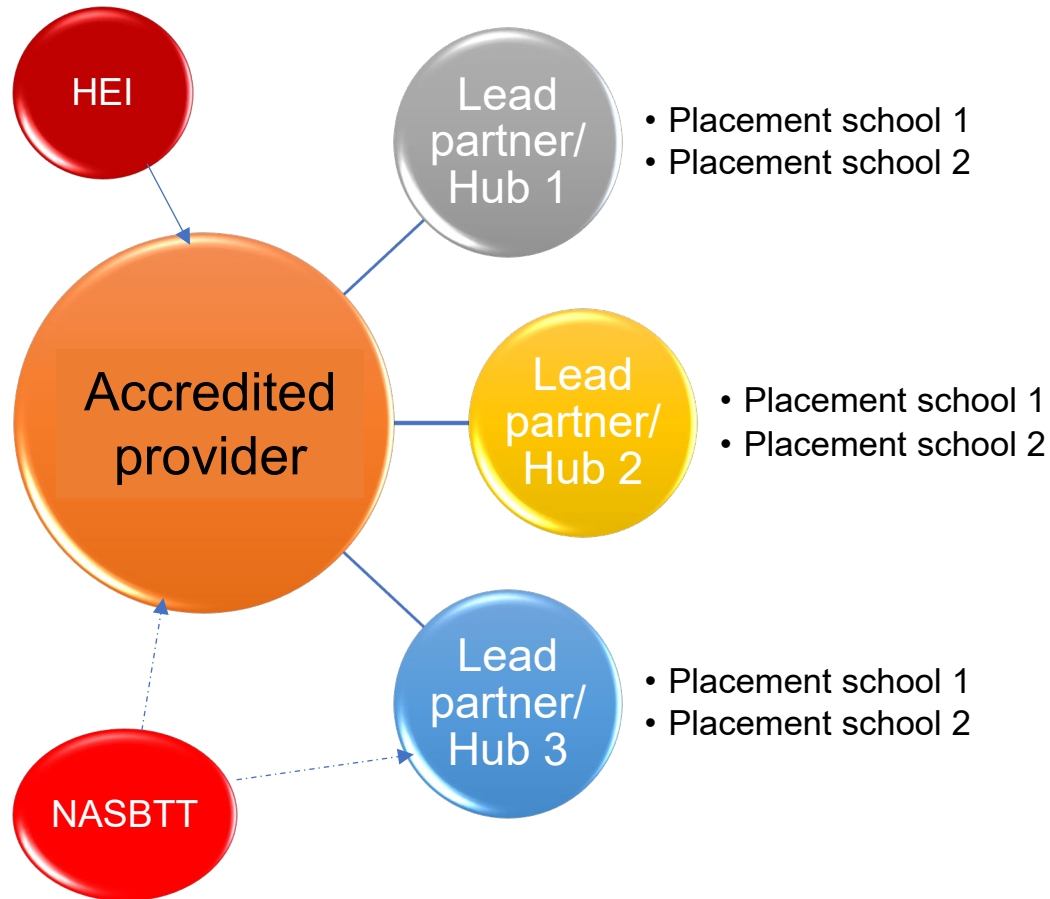 HEI
Lead
partner/
Hub 1
• Placement school 1
• Placement school 2
Accredited
provider
Lead
partner/
Hub 2
• Placement school 1
• Placement school 2
Lead
partner/
Hub 3
• Placement school 1
• Placement school 2
NASBTT